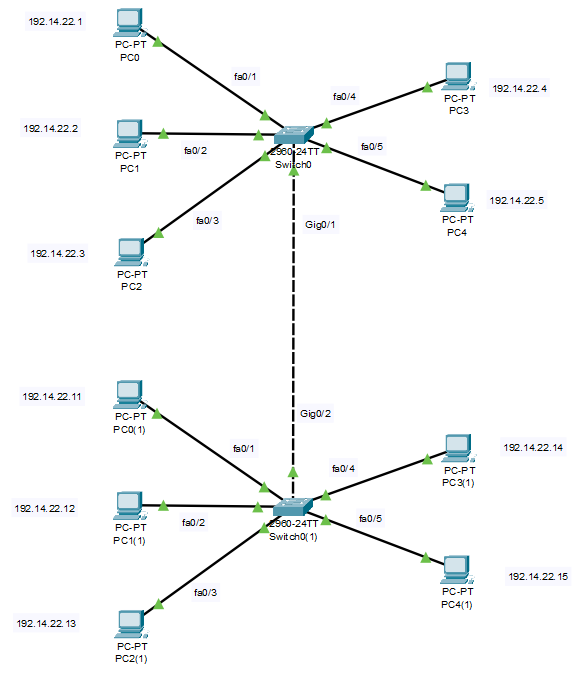 192.14.22.1
PC-PT
PC0
fa0/1
fa0/4
PC-PT
PC3
192.14.22.4
192.14.22.2
PC-PT
PC1
fa0/2
2960-24TT
Switch0
fa0/5
192.14.22.5
PC-PT
PC4
fa0/3
Gig0/1
192.14.22.3
PC-PT
PC2
192.14.22.11
PC-PT
PC0(1)
Gig0/2
fa0/1
fa0/4
PC-PT
PC3(1)
192.14.22.14
192.14.22.12
PC-PT
PC1(1)
fa0/2
2960-24TT
Switch0(1)
fa0/5
192.14.22.15
PC-PT
PC4(1)
fa0/3
192.14.22.13
PC-PT
PC2(1)